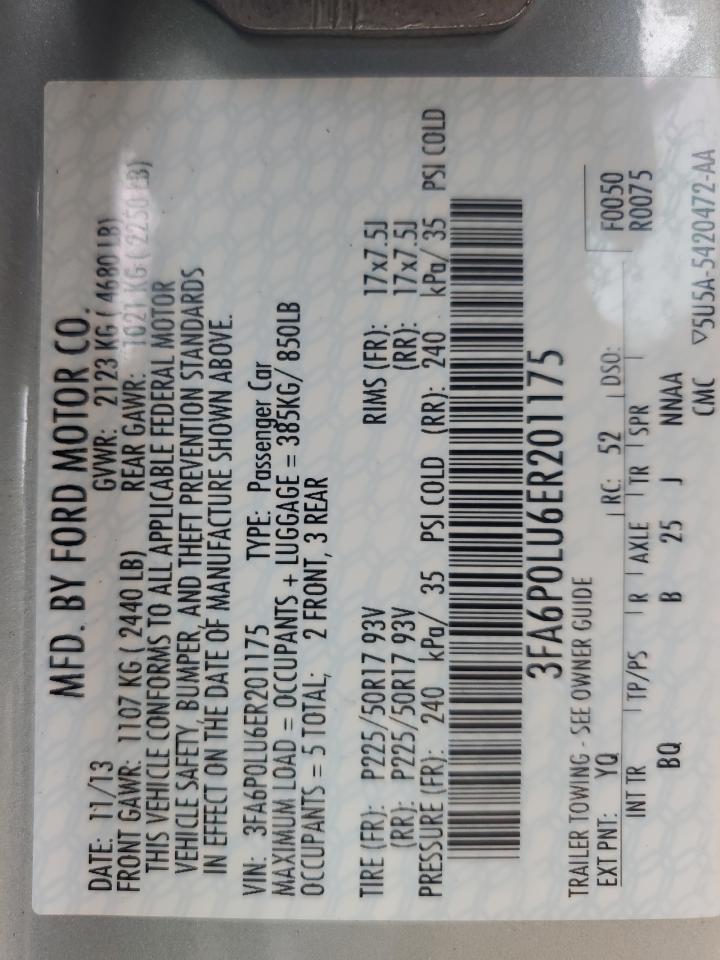 MFD. BY FORD MOTOR CO.
DATE: 11/13 GVWR: 2123 KG ( 4680 LB)
FRONT GAWR: 1107 KG ( 2440 LB) REAR GAWR: 1021 KG ( 2250 LB)
THIS VEHICLE CONFORMS TO ALL APPLICABLE FEDERAL MOTOR
VEHICLE SAFETY, BUMPER, AND THEFT PREVENTION STANDARDS
IN EFFECT ON THE DATE OF MANUFACTURE SHOWN ABOVE.
VIN: 3FA6P0LU6ER201175 TYPE: Passenger Car
MAXIMUM LOAD = OCCUPANTS + LUGGAGE = 385KG/ 850LB
OCCUPANTS = 5 TOTAL; 2 FRONT, 3 REAR
TIRE (FR): P225/50R17 93V RIMS (FR): 17x7.5J
(RR): P225/50R17 93V (RR): 17x7.5J
PRESSURE (FR): 240 kPa/ 35 PSI COLD (RR): 240 kPa/ 35 PSI COLD
3FA6P0LU6ER201175
TRAILER TOWING - SEE OWNER GUIDE F0050
EXT PNT: YQ RC: 52 DSO: R0075
INT TR TP/PS R AXLE TR SPR
BQ B 25 J NNAA
CMC ▽5U5A-5420472-AA